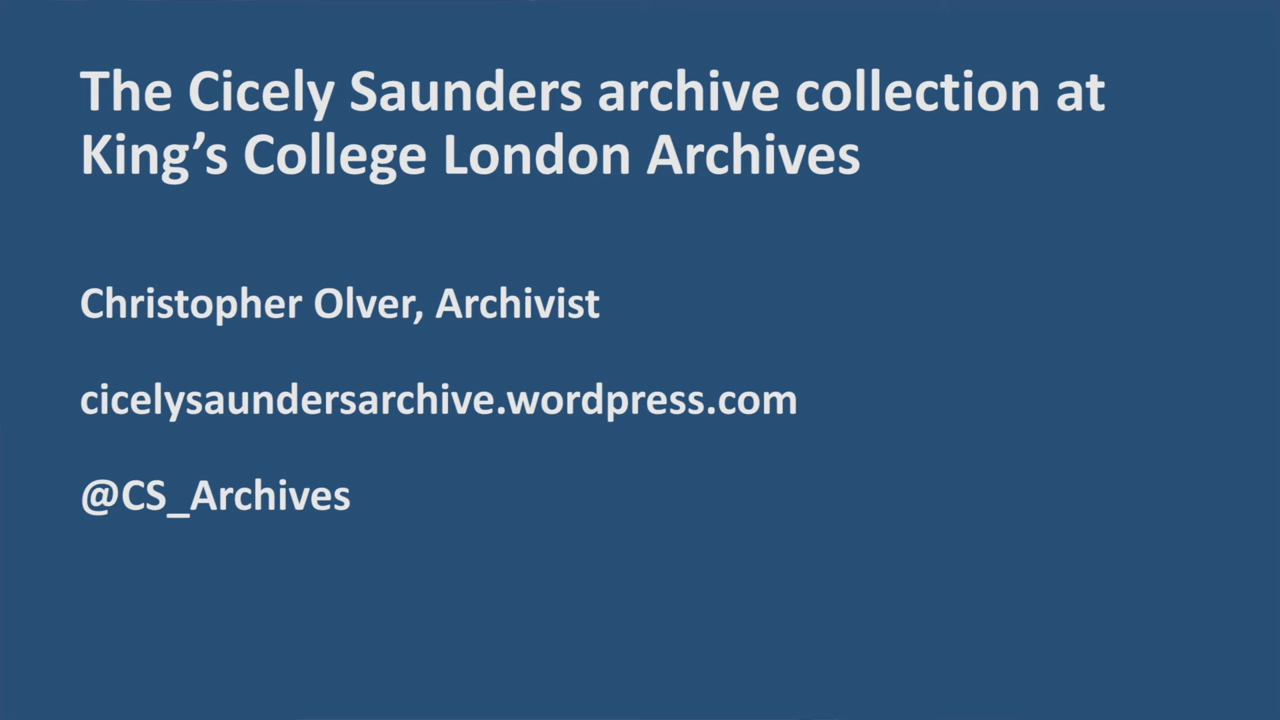 The Cicely Saunders archive collection at
King’s College London Archives
Christopher Olver, Archivist
cicelysaundersarchive.wordpress.com
@CS_Archives